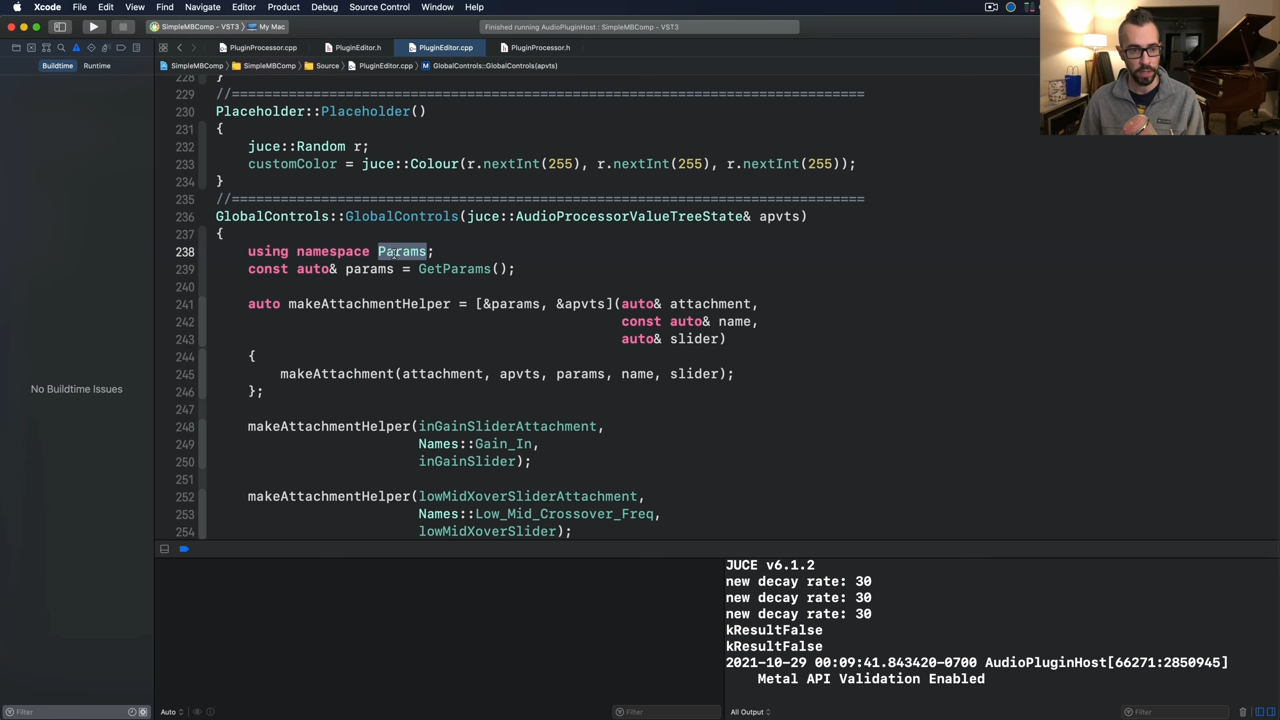 Xcode File Edit View Find Navigate Editor Product Debug Source Control Window Help
SimpleMBComp - VST3 My Mac
Finished running AudioPluginHost : SimpleMBComp - VST3
PluginProcessor.cpp PluginEditor.h PluginEditor.cpp PluginProcessor.h
Buildtime Runtime
SimpleMBComp SimpleMBComp Source PluginEditor.cpp M GlobalControls::GlobalControls(apvts)
228 }
229 //==============================================================================
230 Placeholder::Placeholder()
231 {
232 juce::Random r;
233 customColor = juce::Colour(r.nextInt(255), r.nextInt(255), r.nextInt(255));
234 }
235 //==============================================================================
236 GlobalControls::GlobalControls(juce::AudioProcessorValueTreeState& apvts)
237 {
238 using namespace Params;
239 const auto& params = GetParams();
240
241 auto makeAttachmentHelper = [&params, &apvts](auto& attachment,
242 const auto& name,
243 auto& slider)
244 {
245 makeAttachment(attachment, apvts, params, name, slider);
246 };
247
248 makeAttachmentHelper(inGainSliderAttachment,
249 Names::Gain_In,
250 inGainSlider);
251
252 makeAttachmentHelper(lowMidXoverSliderAttachment,
253 Names::Low_Mid_Crossover_Freq,
254 lowMidXoverSlider);
No Buildtime Issues
JUCE v6.1.2
new decay rate: 30
new decay rate: 30
new decay rate: 30
kResultFalse
kResultFalse
2021-10-29 00:09:41.843420-0700 AudioPluginHost[66271:2850945]
Metal API Validation Enabled
Filter
Auto
Filter
All Output
Filter